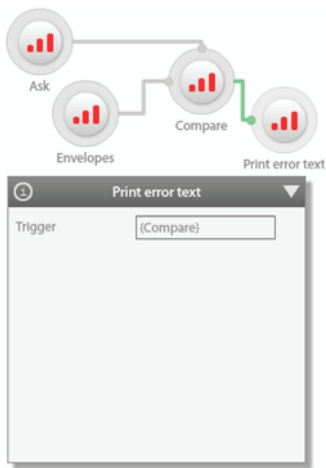 Ask
Compare
Envelopes
Print error text
i Print error text
Trigger {Compare}